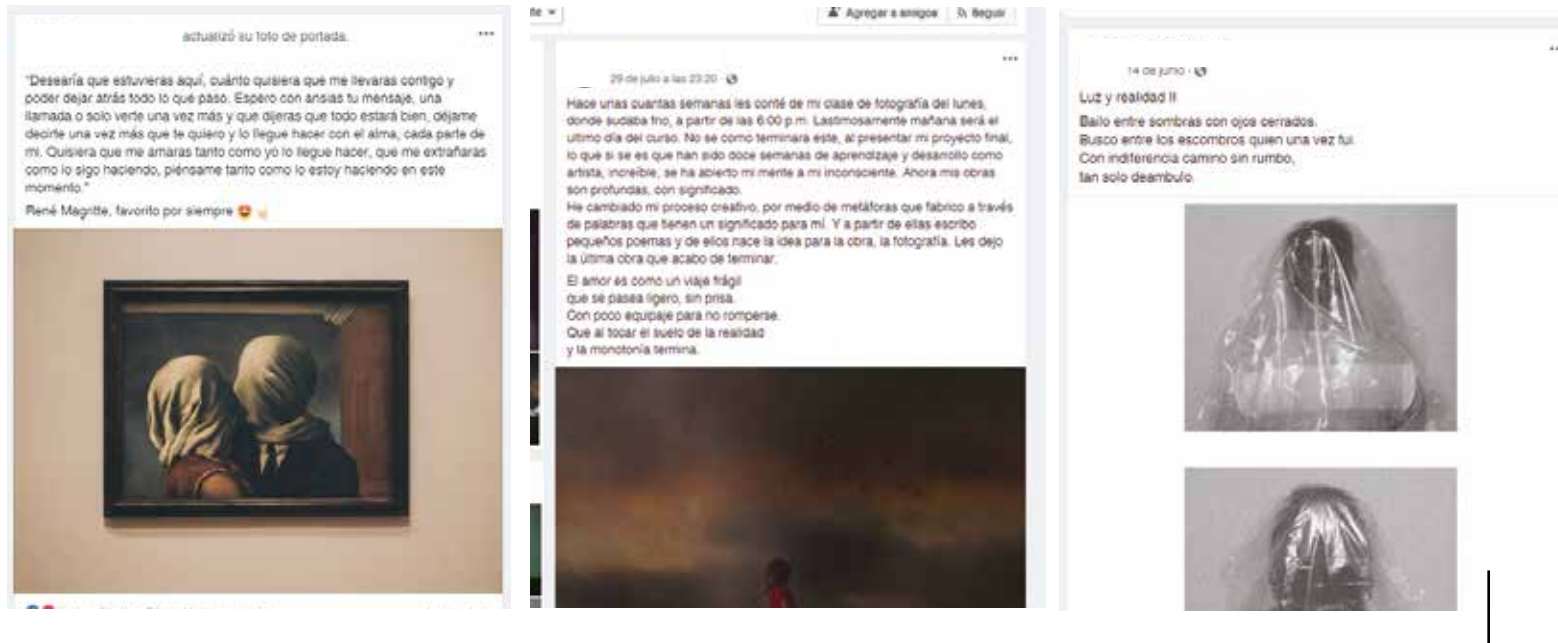 actualizó su foto de portada.
"Desearía que estuvieras aquí, cuánto quisiera que me llevaras contigo y
poder dejar atrás todo lo que paso. Espero con ansias tu mensaje, una
llamada o solo verte una vez más y que dijeras que todo estará bien, déjame
decirte una vez más que te quiero y lo llegue hacer con el alma, cada parte de
mí. Quisiera que me amaras tanto como yo lo llegue hacer, que me extrañaras
como lo sigo haciendo, piénsame tanto como lo estoy haciendo en este
momento."
René Magritte, favorito por siempre 😍☝
Agregar a amigos
Seguir
29 de julio a las 23:20
Hace unas cuantas semanas les conté de mi clase de fotografía del lunes,
donde sudaba frio, a partir de las 6:00 p.m. Lastimosamente mañana será el
ultimo día del curso. No se como terminara este, al presentar mi proyecto final,
lo que si se es que han sido doce semanas de aprendizaje y desarrollo como
artista, increíble, se ha abierto mi mente a mi inconsciente. Ahora mis obras
son profundas, con significado.
He cambiado mi proceso creativo, por medio de metáforas que fabrico a través
de palabras que tienen un significado para mí. Y a partir de ellas escribo
pequeños poemas y de ellos nace la idea para la obra, la fotografía. Les dejo
la última obra que acabo de terminar.
El amor es como un viaje frágil
que se pasea ligero, sin prisa.
Con poco equipaje para no romperse.
Que al tocar el suelo de la realidad
y la monotonía termina.
14 de junio
Luz y realidad II
Bailo entre sombras con ojos cerrados.
Busco entre los escombros quien una vez fui.
Con indiferencia camino sin rumbo,
tan solo deambulo.